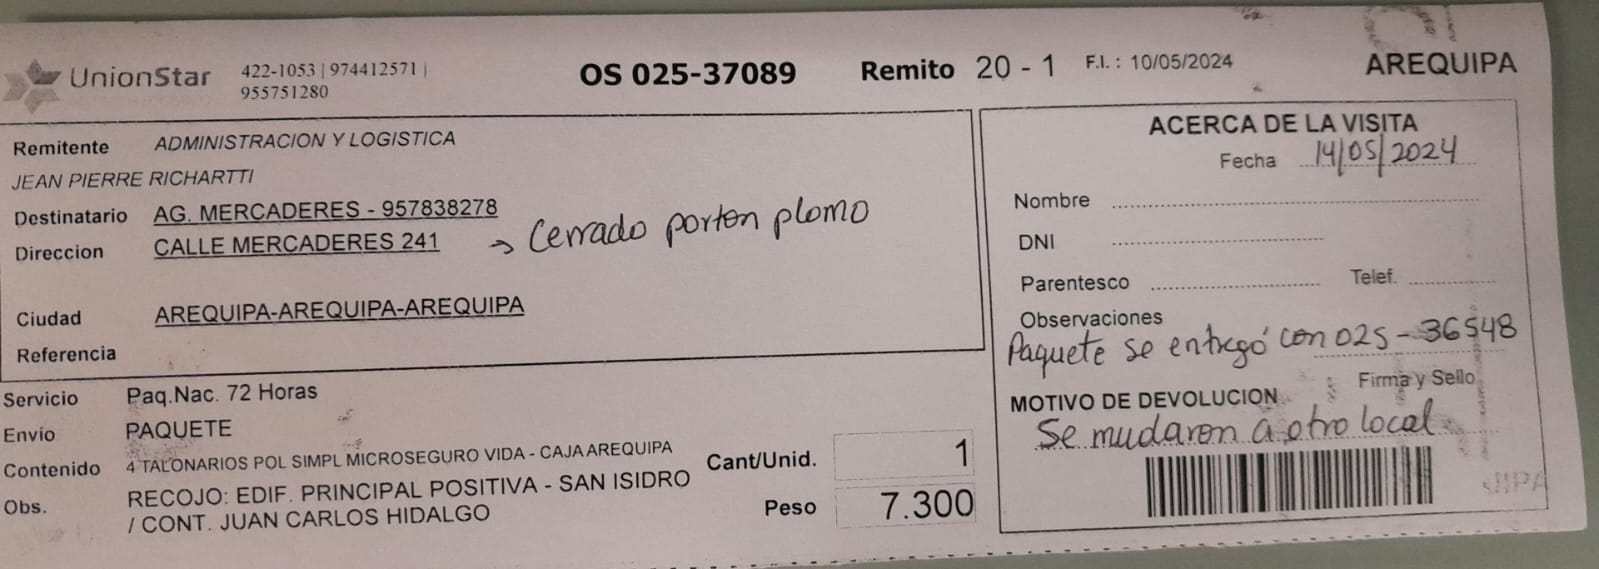 UnionStar
422-1053 | 974412571 |
955751280
OS 025-37089
Remito 20 - 1
F.I. : 10/05/2024
AREQUIPA
Remitente ADMINISTRACION Y LOGISTICA
JEAN PIERRE RICHARTTI
Destinatario AG. MERCADERES - 957838278
Direccion CALLE MERCADERES 241 → Cerrado porton plomo
Ciudad AREQUIPA-AREQUIPA-AREQUIPA
Referencia
Servicio Paq.Nac. 72 Horas
Envío PAQUETE
Contenido 4 TALONARIOS POL SIMPL MICROSEGURO VIDA - CAJAAREQUIPA
Obs. RECOJO: EDIF. PRINCIPAL POSITIVA - SAN ISIDRO
/ CONT. JUAN CARLOS HIDALGO
Cant/Unid. 1
Peso 7.300
ACERCA DE LA VISITA
Fecha 14/05/2024
Nombre
DNI
Parentesco Telef.
Observaciones
Paquete se entregó con 025-36548
Firma y Sello
MOTIVO DE DEVOLUCION
Se mudaron a otro local